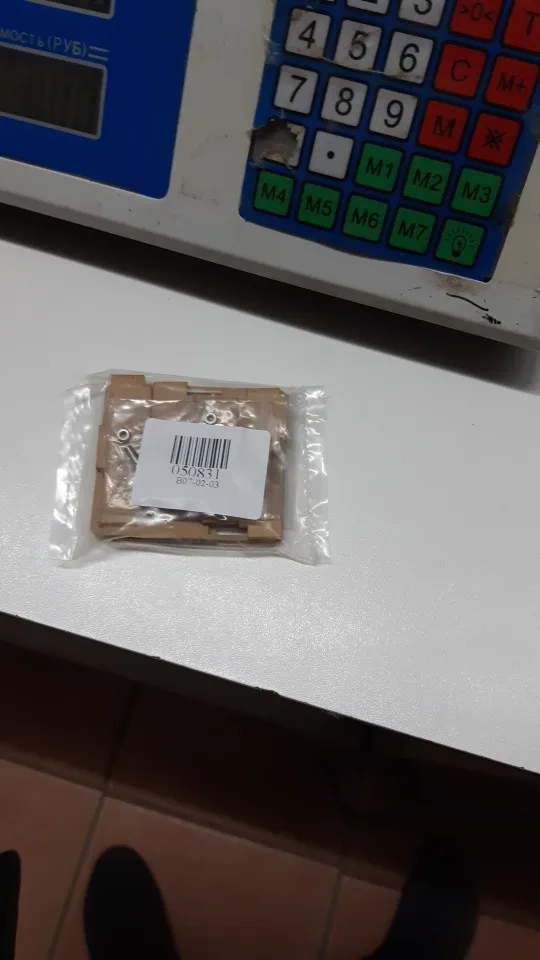 МОСТЬ (РУБ)
3 >0< T
4 5 6 C M+
7 8 9 M ※
. M1 M2 M3
M4 M5 M6 M7
050831
B07-02-03